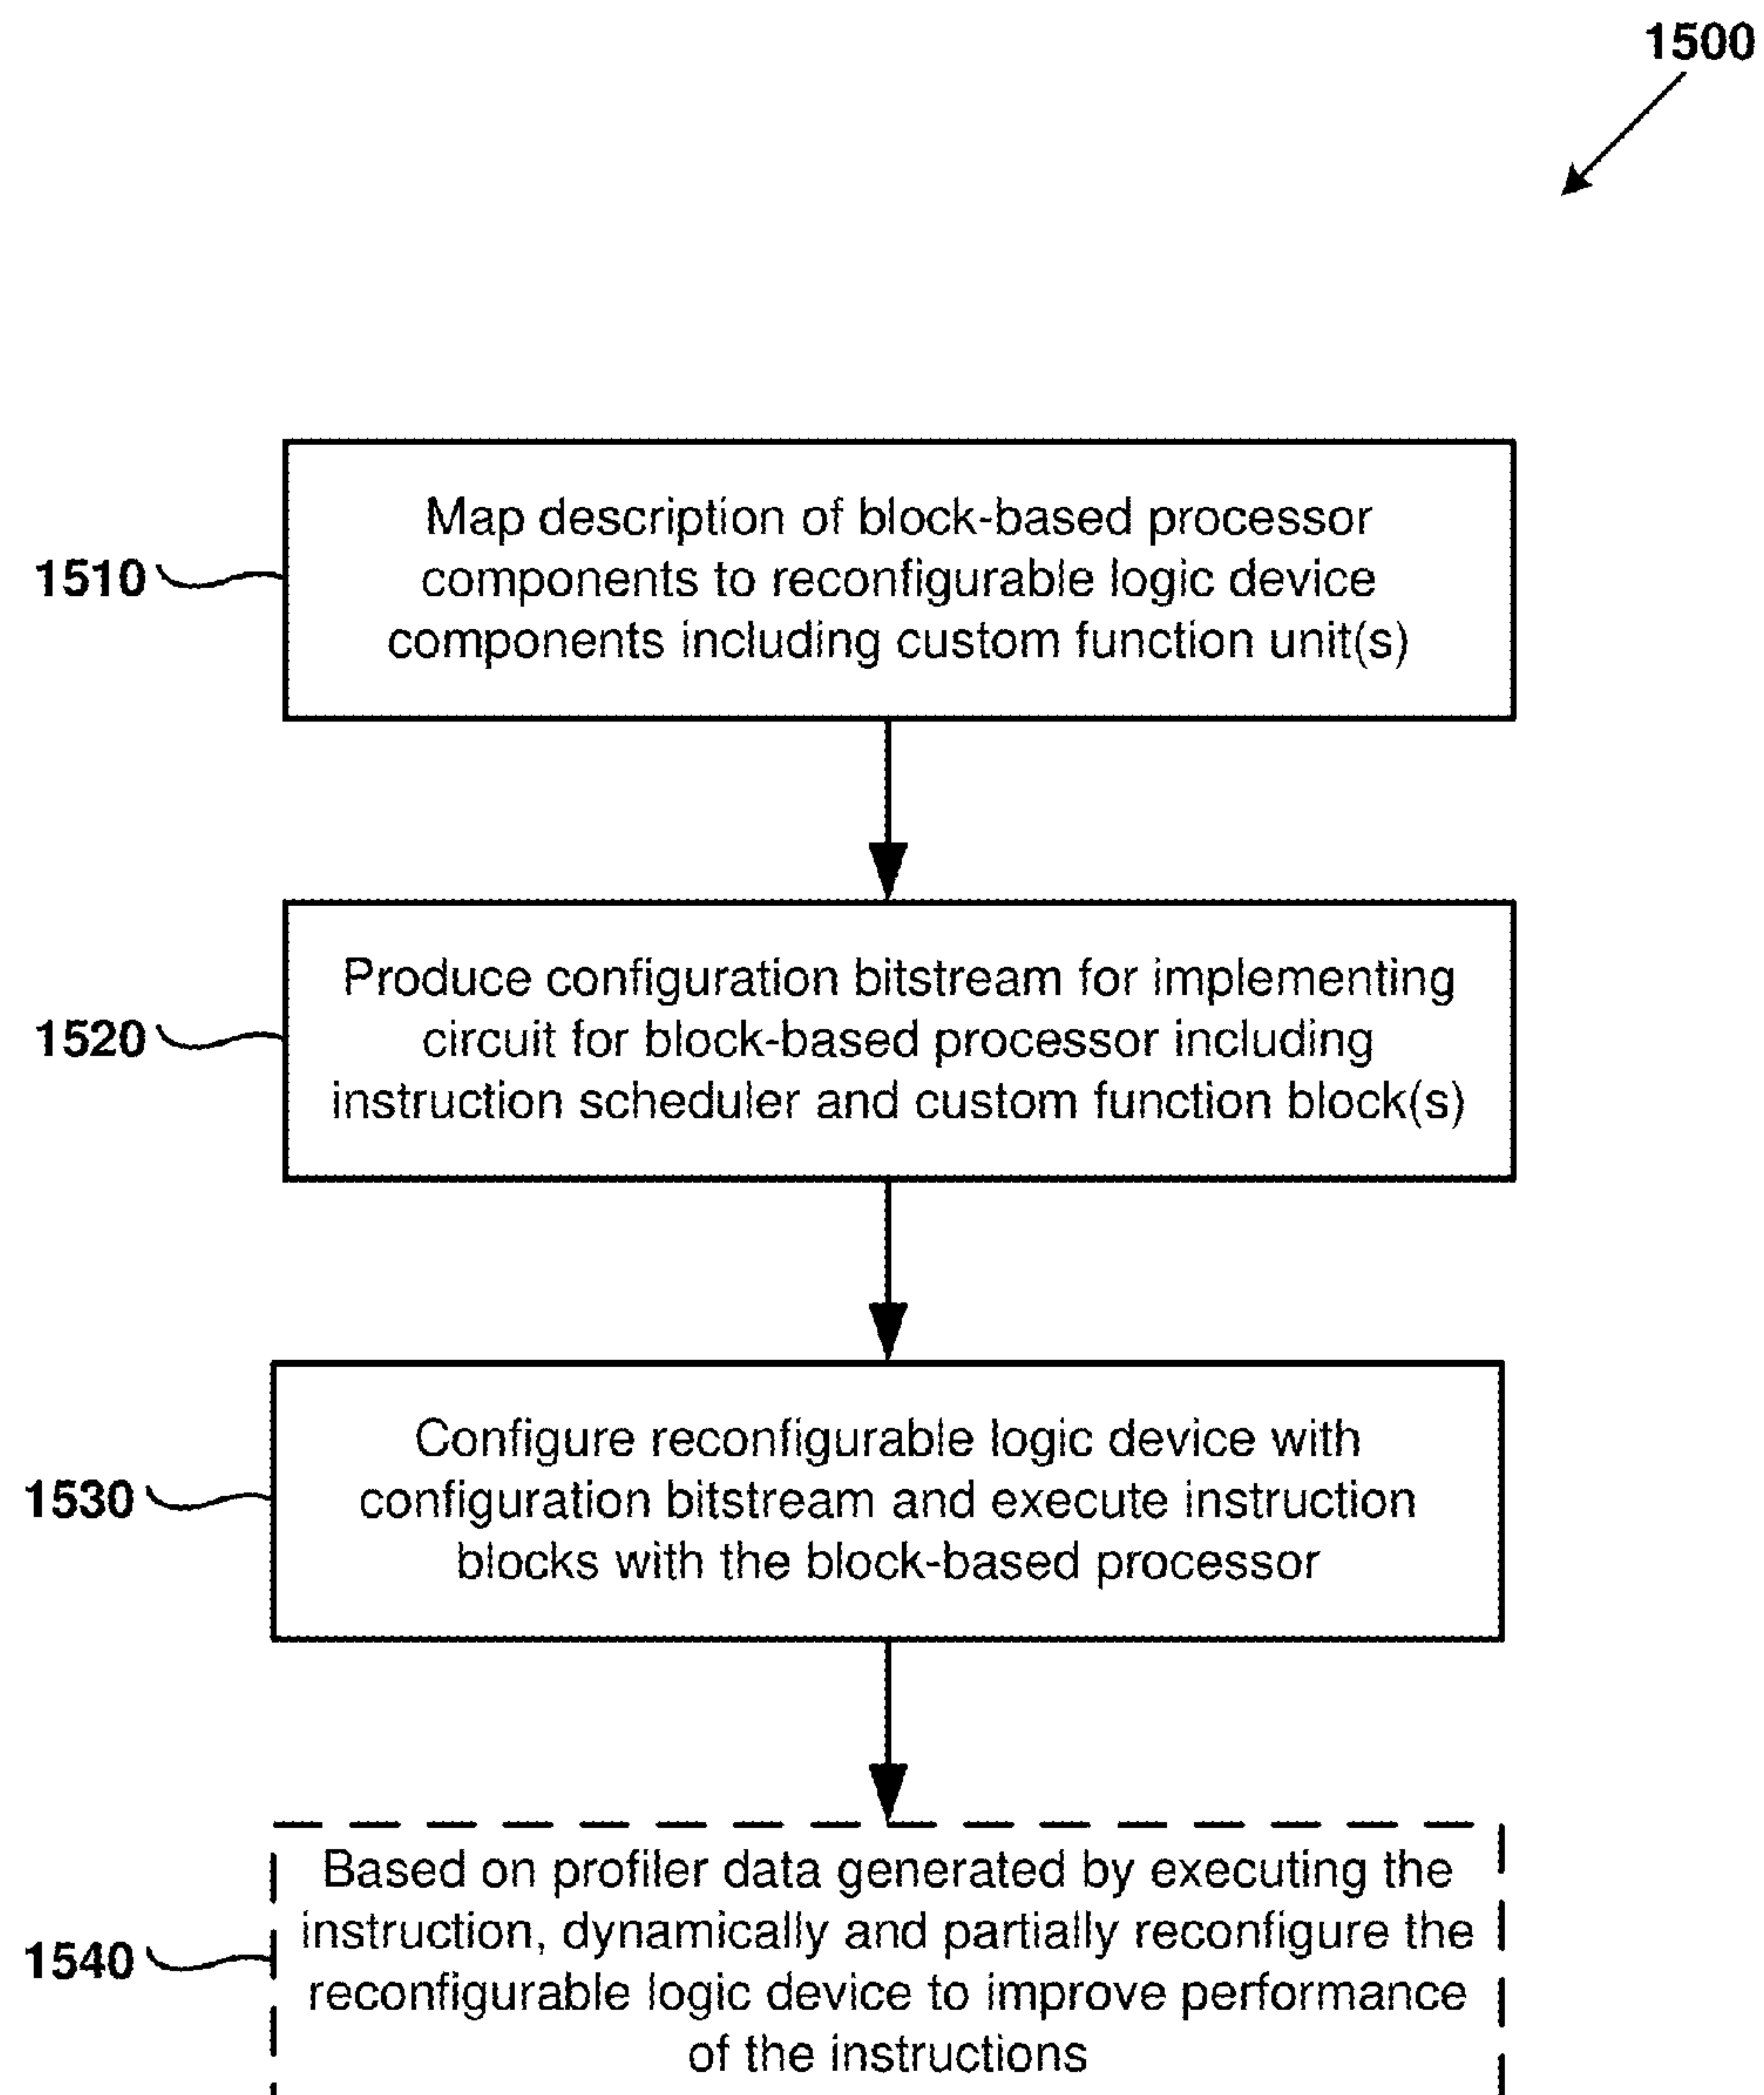 1500
1510
Map description of block-based processor
components to reconfigurable logic device
components including custom function unit(s)
1520
Produce configuration bitstream for implementing
circuit for block-based processor including
instruction scheduler and custom function block(s)
1530
Configure reconfigurable logic device with
configuration bitstream and execute instruction
blocks with the block-based processor
1540
Based on profiler data generated by executing the
instruction, dynamically and partially reconfigure the
reconfigurable logic device to improve performance
of the instructions